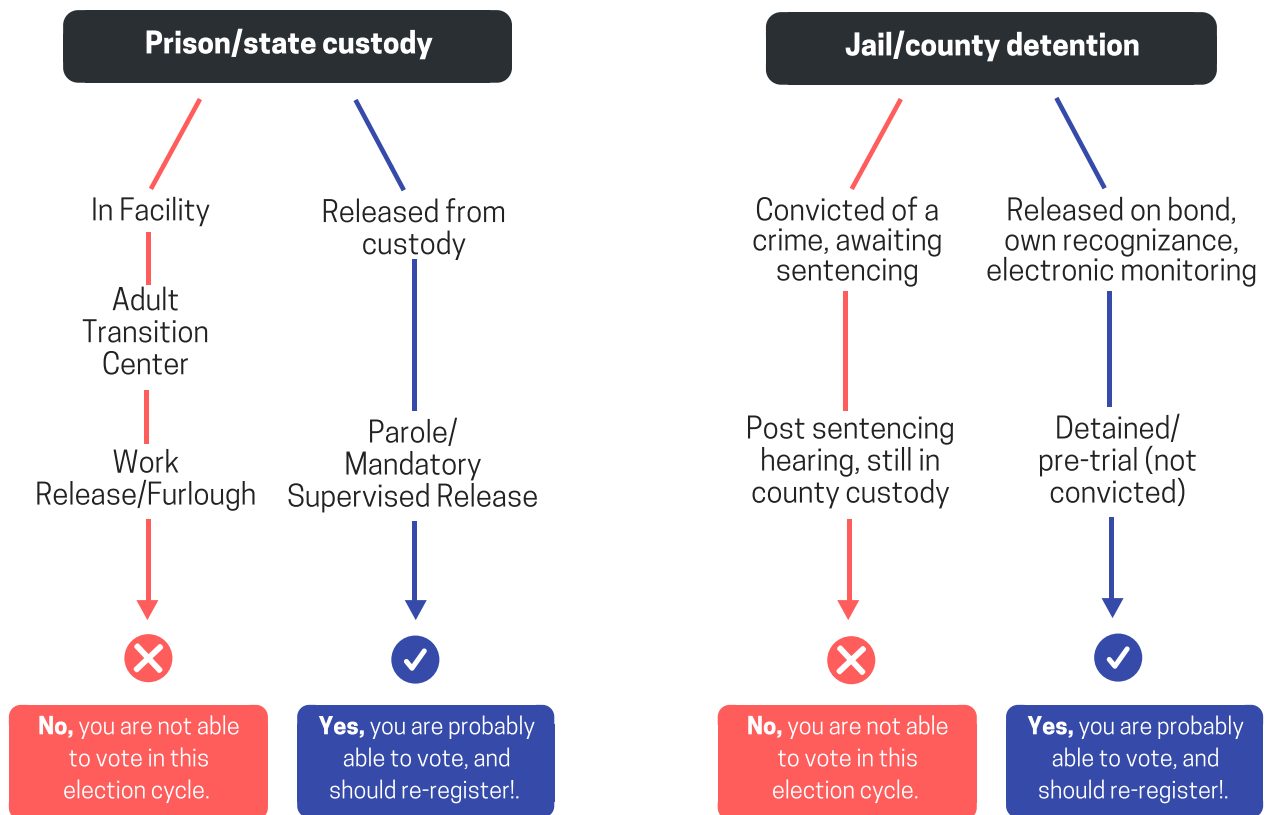 Prison/state custody
In Facility
Adult
Transition
Center
Work
Release/Furlough
No, you are not able
to vote in this
election cycle.
Released from
custody
Parole/
Mandatory
Supervised Release
Yes, you are probably
able to vote, and
should re-register!.
Jail/county detention
Convicted of a
crime, awaiting
sentencing
Post sentencing
hearing, still in
county custody
No, you are not able
to vote in this
election cycle.
Released on bond,
own recognizance,
electronic monitoring
Detained/
pre-trial (not
convicted)
Yes, you are probably
able to vote, and
should re-register!.